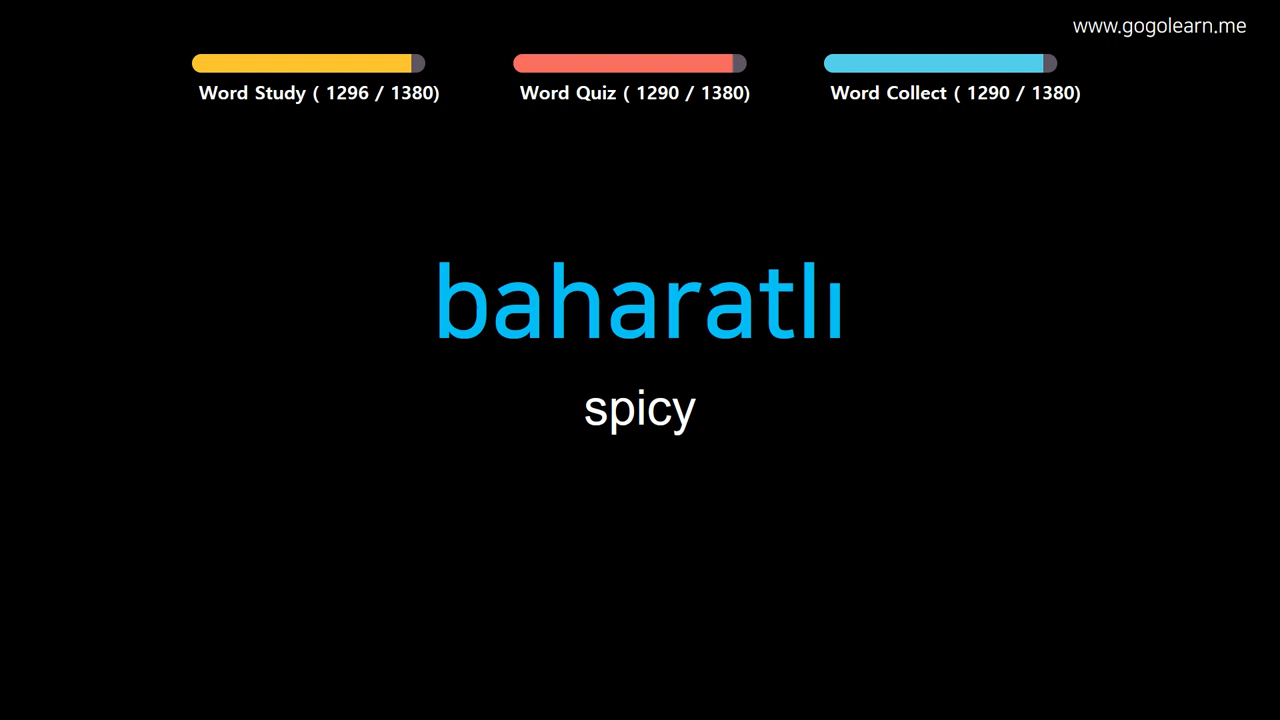 www.gogolearn.me
Word Study ( 1296 / 1380)
Word Quiz ( 1290 / 1380)
Word Collect ( 1290 / 1380)
baharatlı
spicy